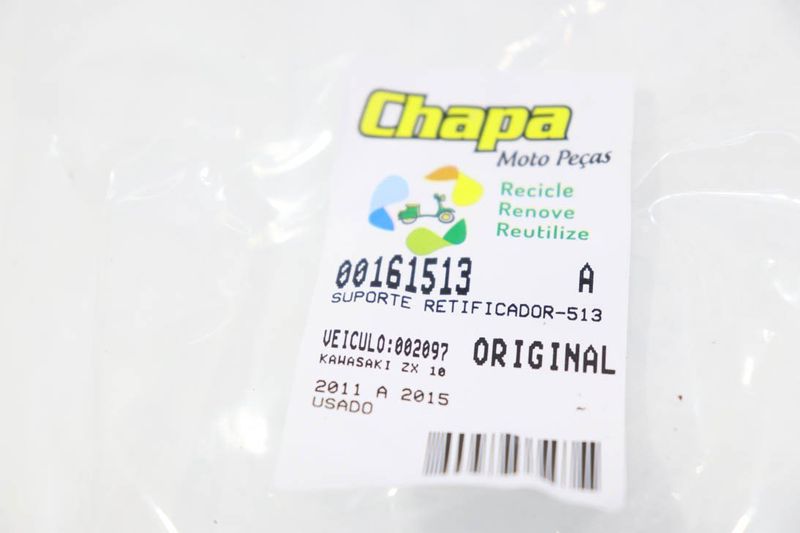 Chapa
Moto Peças
Recicle
Renove
Reutilize
00161513 A
SUPORTE RETIFICADOR-513
VEICULO:002097 ORIGINAL
KAWASAKI ZX 10
2011 A 2015
USADO